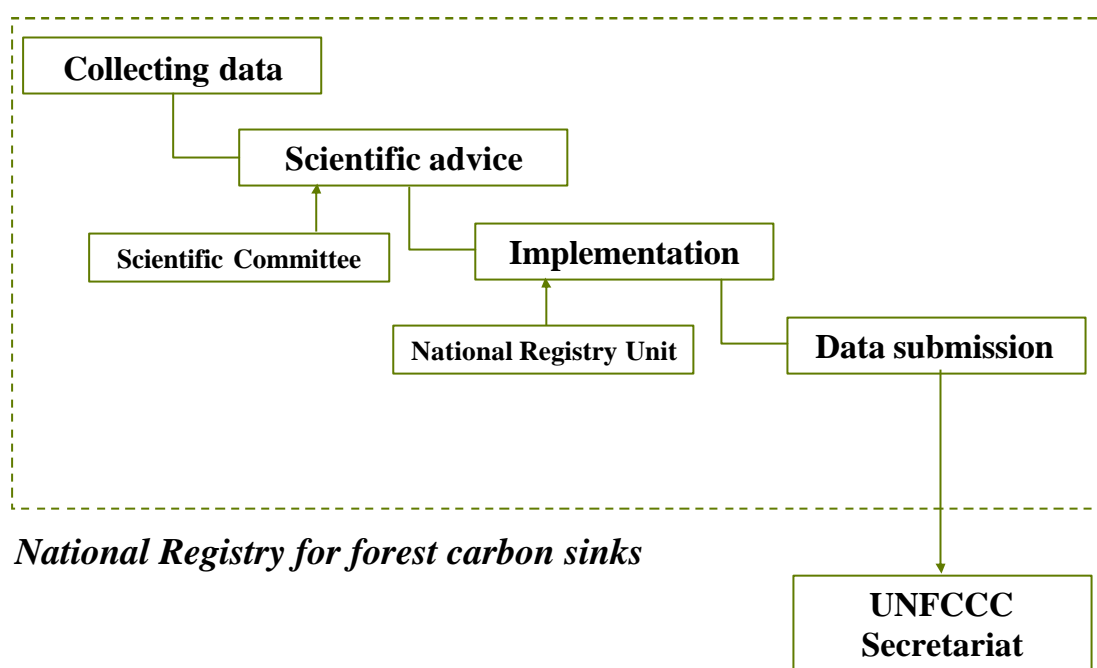 Collecting data
Scientific advice
Scientific Committee
Implementation
National Registry Unit
Data submission
National Registry for forest carbon sinks
UNFCCC
Secretariat